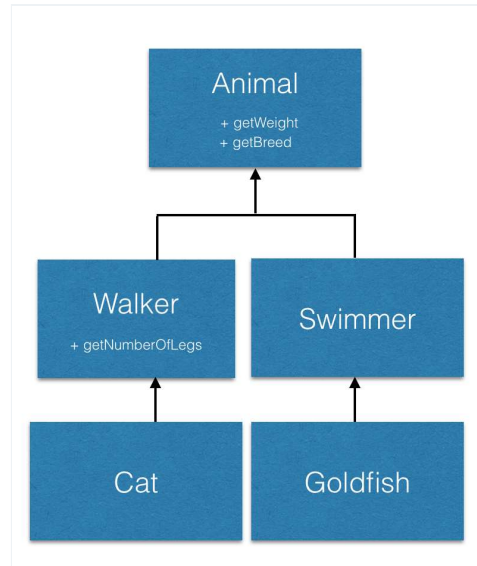 Animal
+ getWeight
+ getBreed
Walker
+ getNumberOfLegs
Swimmer
Cat
Goldfish